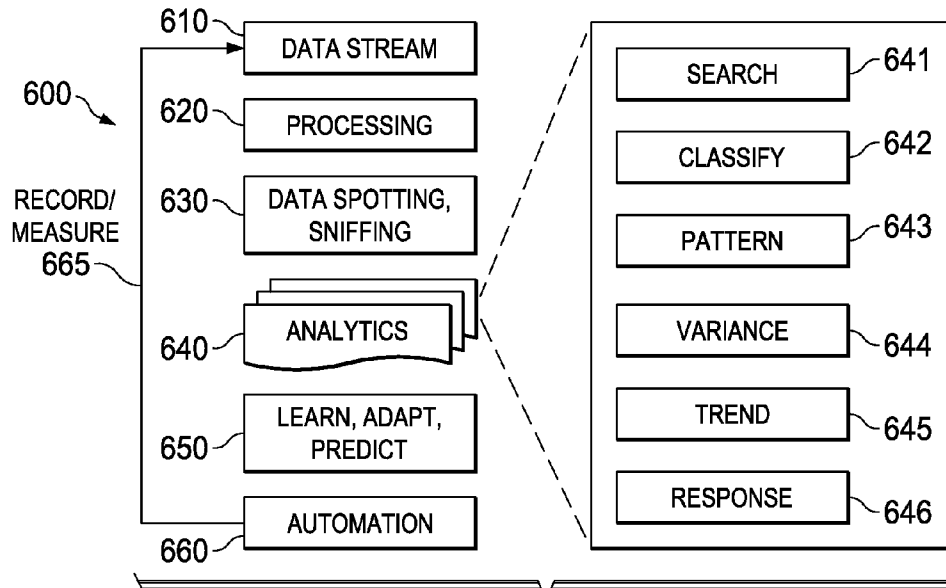 610
DATA STREAM
600
620
PROCESSING
630
DATA SPOTTING,
SNIFFING
RECORD/
MEASURE
665
640
ANALYTICS
650
LEARN, ADAPT,
PREDICT
660
AUTOMATION
SEARCH
641
CLASSIFY
642
PATTERN
643
VARIANCE
644
TREND
645
RESPONSE
646